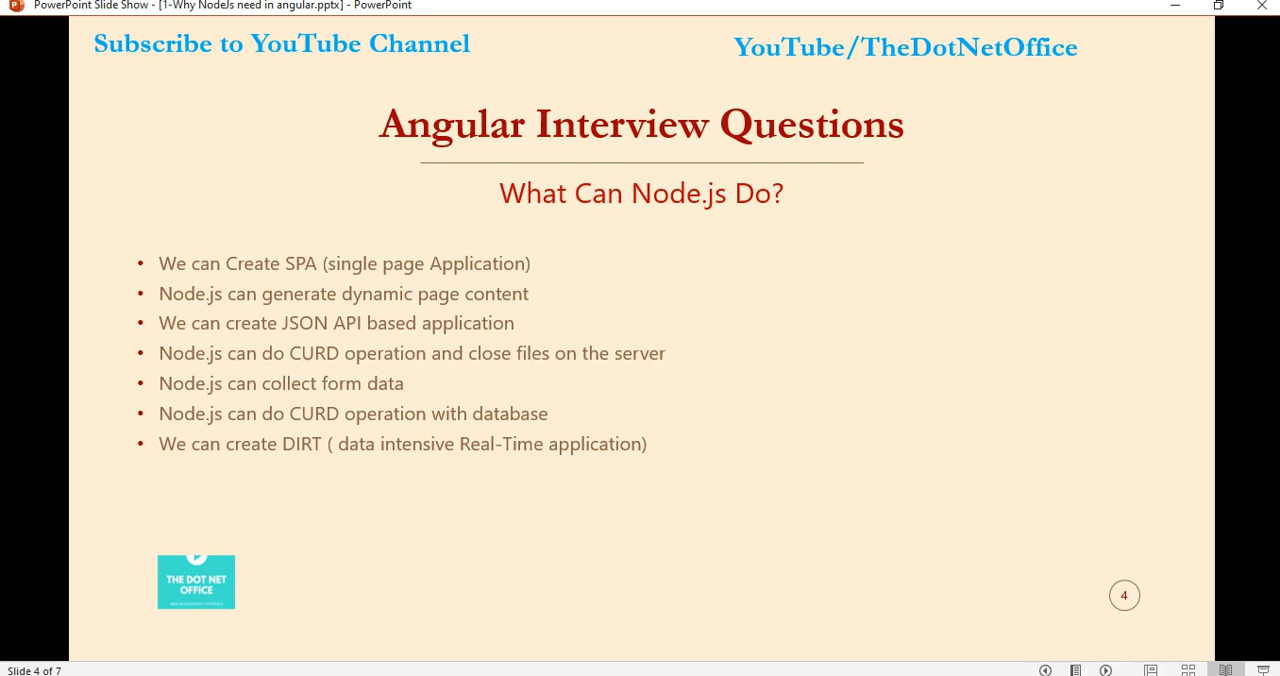 PowerPoint Slide Show - [1-Why NodeJs need in angular.pptx] - PowerPoint
Subscribe to YouTube Channel
YouTube/TheDotNetOffice
Angular Interview Questions
What Can Node.js Do?
• We can Create SPA (single page Application)
• Node.js can generate dynamic page content
• We can create JSON API based application
• Node.js can do CURD operation and close files on the server
• Node.js can collect form data
• Node.js can do CURD operation with database
• We can create DIRT ( data intensive Real-Time application)
THE DOT NET
OFFICE
4
Slide 4 of 7